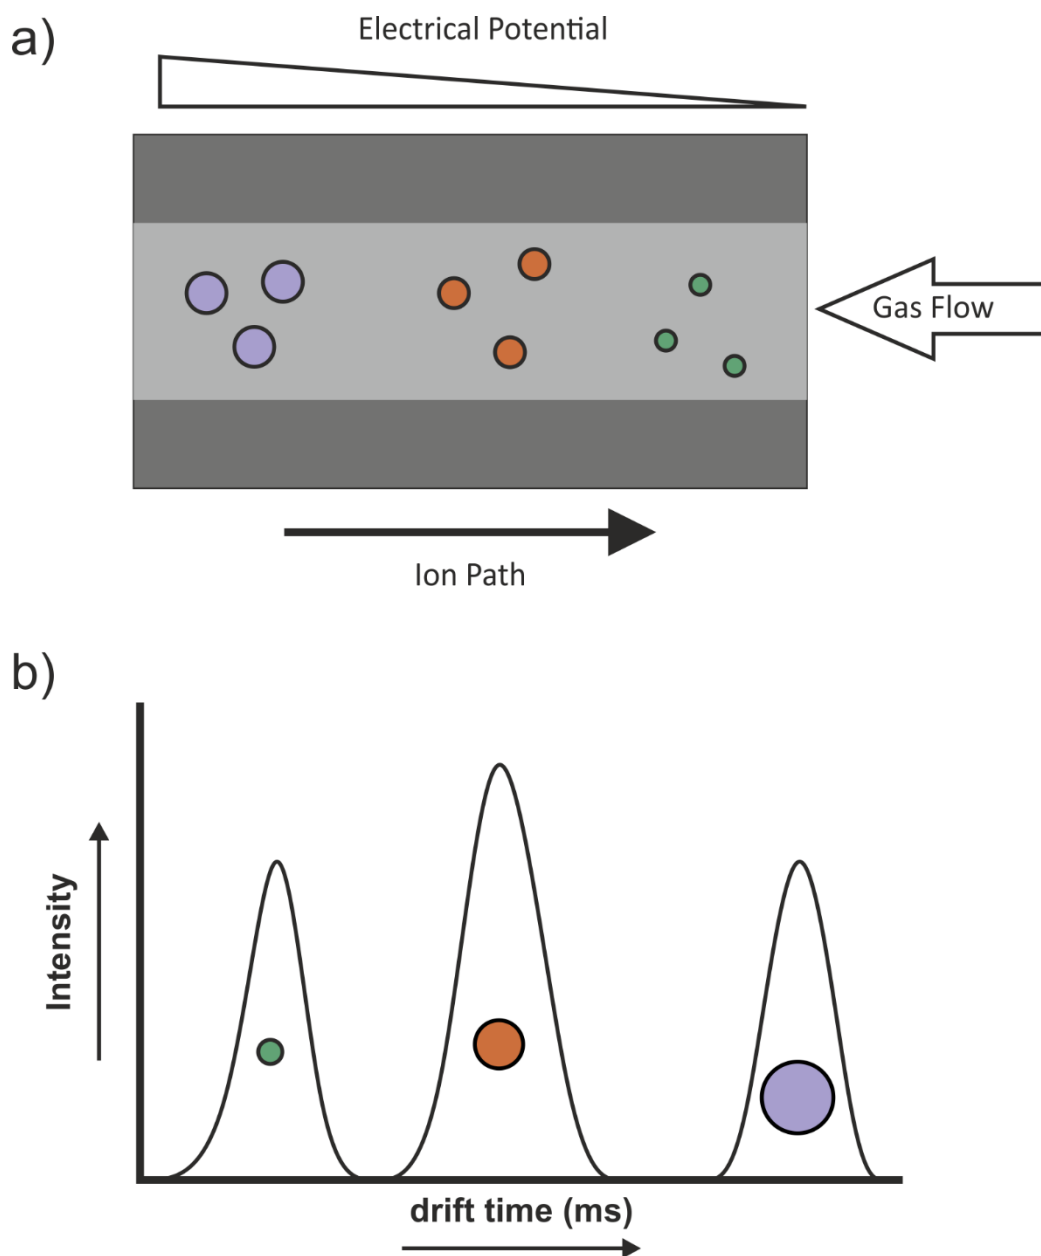 a)
Electrical Potential
Gas Flow
Ion Path
b)
Intensity
drift time (ms)